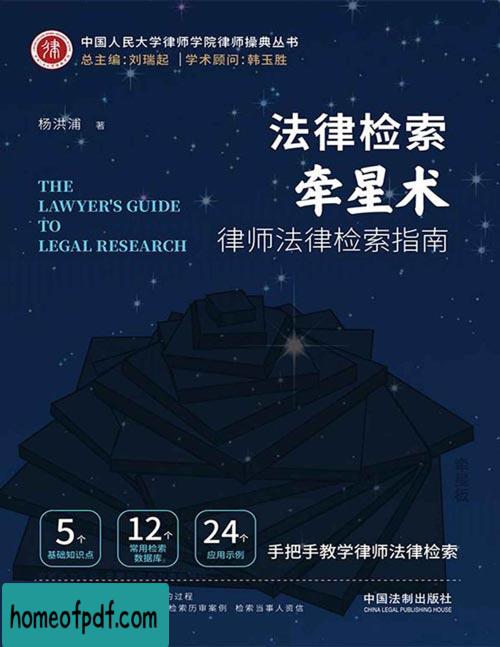 律
中国人民大学律师学院律师操典丛书
总主编:刘瑞起 | 学术顾问:韩玉胜
杨洪浦 著
法律检索
牵星术
律师法律检索指南
THE
LAWYER'S GUIDE
TO
LEGAL RESEARCH
牵星板
5个
基础知识点
12个
常用检索
数据库
24个
应用示例
手把手教学律师法律检索
的过程
检索历审案例 检索当事人资信
中国法制出版社
CHINA LEGAL PUBLISHING HOUSE
homeofpdf.com